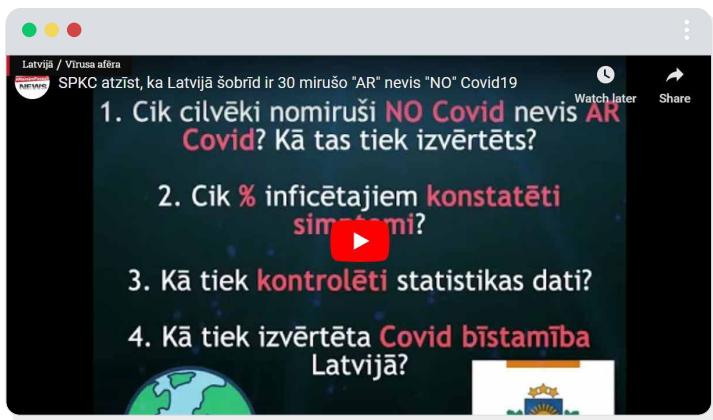 Latvijā / Vīrusa afēra
NEWS
SPKC atzīst, ka Latvijā šobrīd ir 30 mirušo "AR" nevis "NO" Covid19
Watch later
Share
1. Cik cilvēki nomiruši NO Covid nevis AR
Covid? Kā tas tiek izvērtēts?
2. Cik % inficētajiem konstatēti
simptomi?
3. Kā tiek kontrolēti statistikas dati?
4. Kā tiek izvērtēta Covid bīstamība
Latvijā?